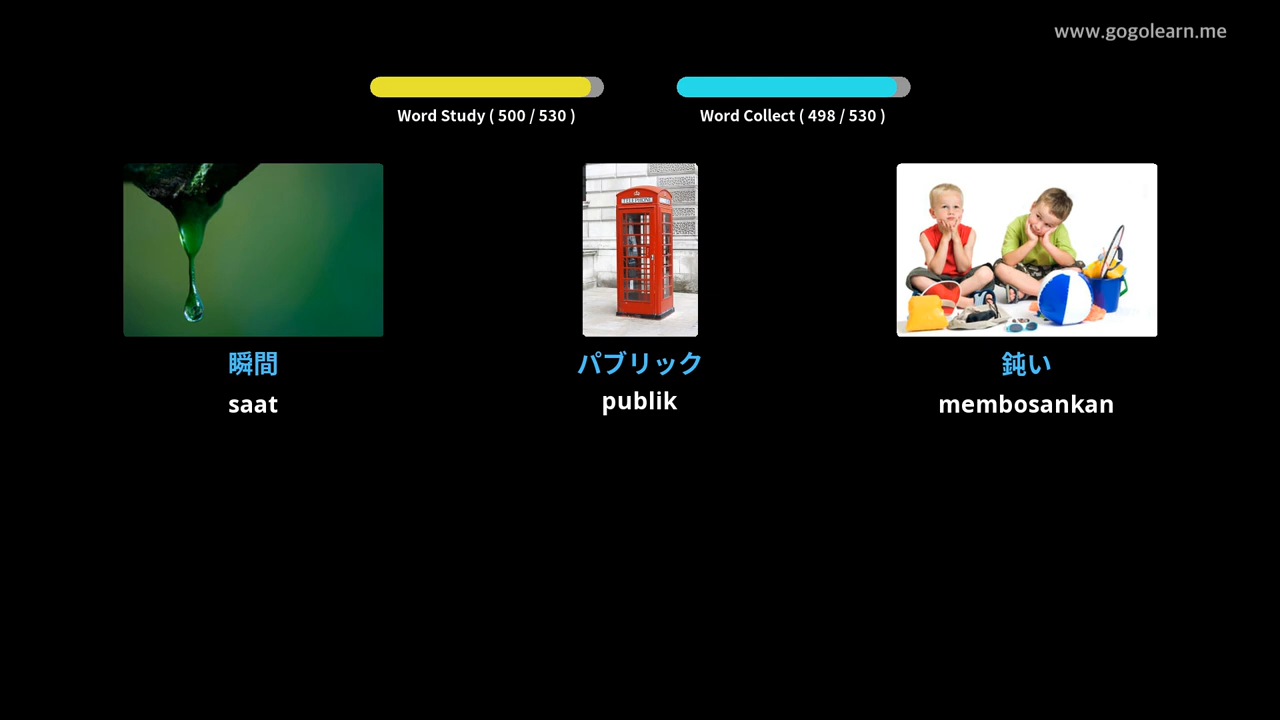 www.gogolearn.me
Word Study ( 500 / 530 )
Word Collect ( 498 / 530 )
TELEPHONE
瞬間
パブリック
鈍い
saat
publik
membosankan